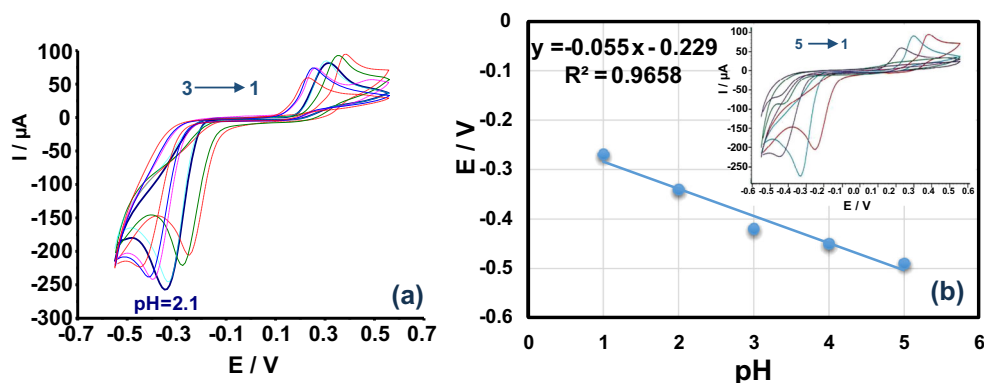 I / µA
100
50
0
-50
-100
-150
-200
-250
-300
3 → 1
pH=2.1
(a)
-0.7 -0.5 -0.3 -0.1 0.1 0.3 0.5 0.7
E / V
E / V
0
-0.1
-0.2
-0.3
-0.4
-0.5
-0.6
y = -0.055x - 0.229
R² = 0.9658
(b)
0 1 2 3 4 5 6
pH
I / µA
100
50
0
-50
-100
-150
-200
-250
5 → 1
-0.6 -0.5 -0.4 -0.3 -0.2 -0.1 0.0 0.1 0.2 0.3 0.4 0.5 0.6
E / V